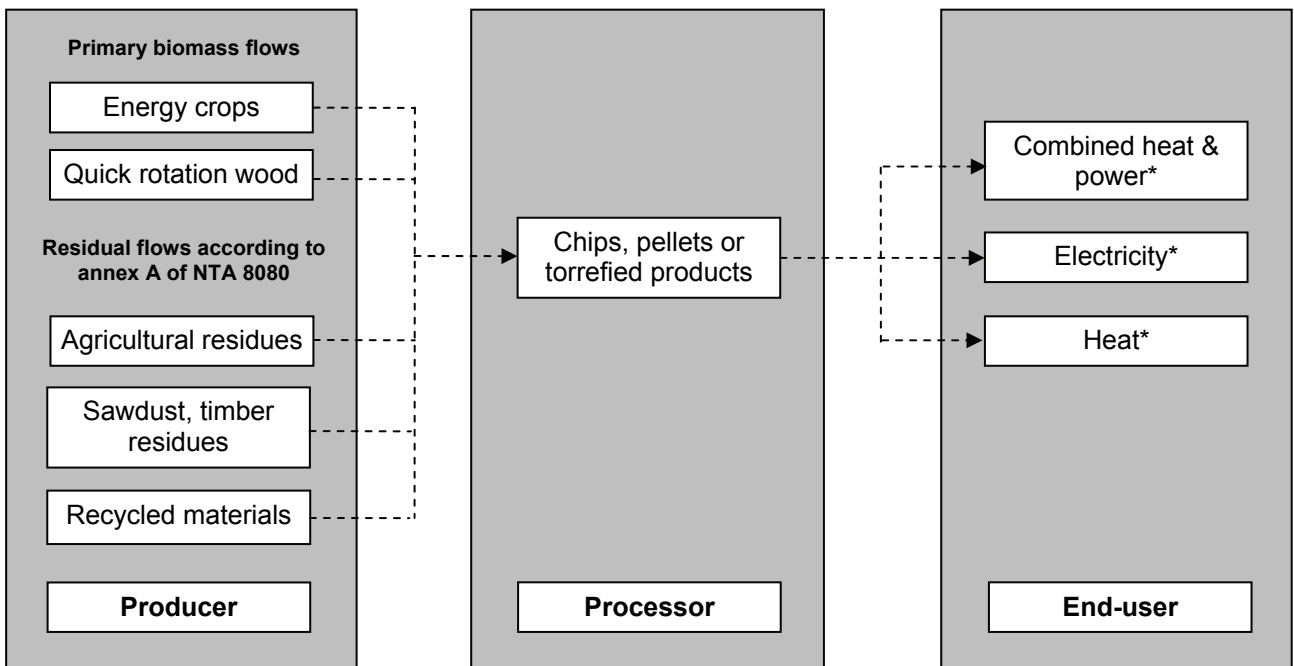 Primary biomass flows
Energy crops
Quick rotation wood
Residual flows according to
annex A of NTA 8080
Agricultural residues
Sawdust, timber
residues
Recycled materials
Producer
Chips, pellets or
torrefied products
Processor
Combined heat &
power*
Electricity*
Heat*
End-user